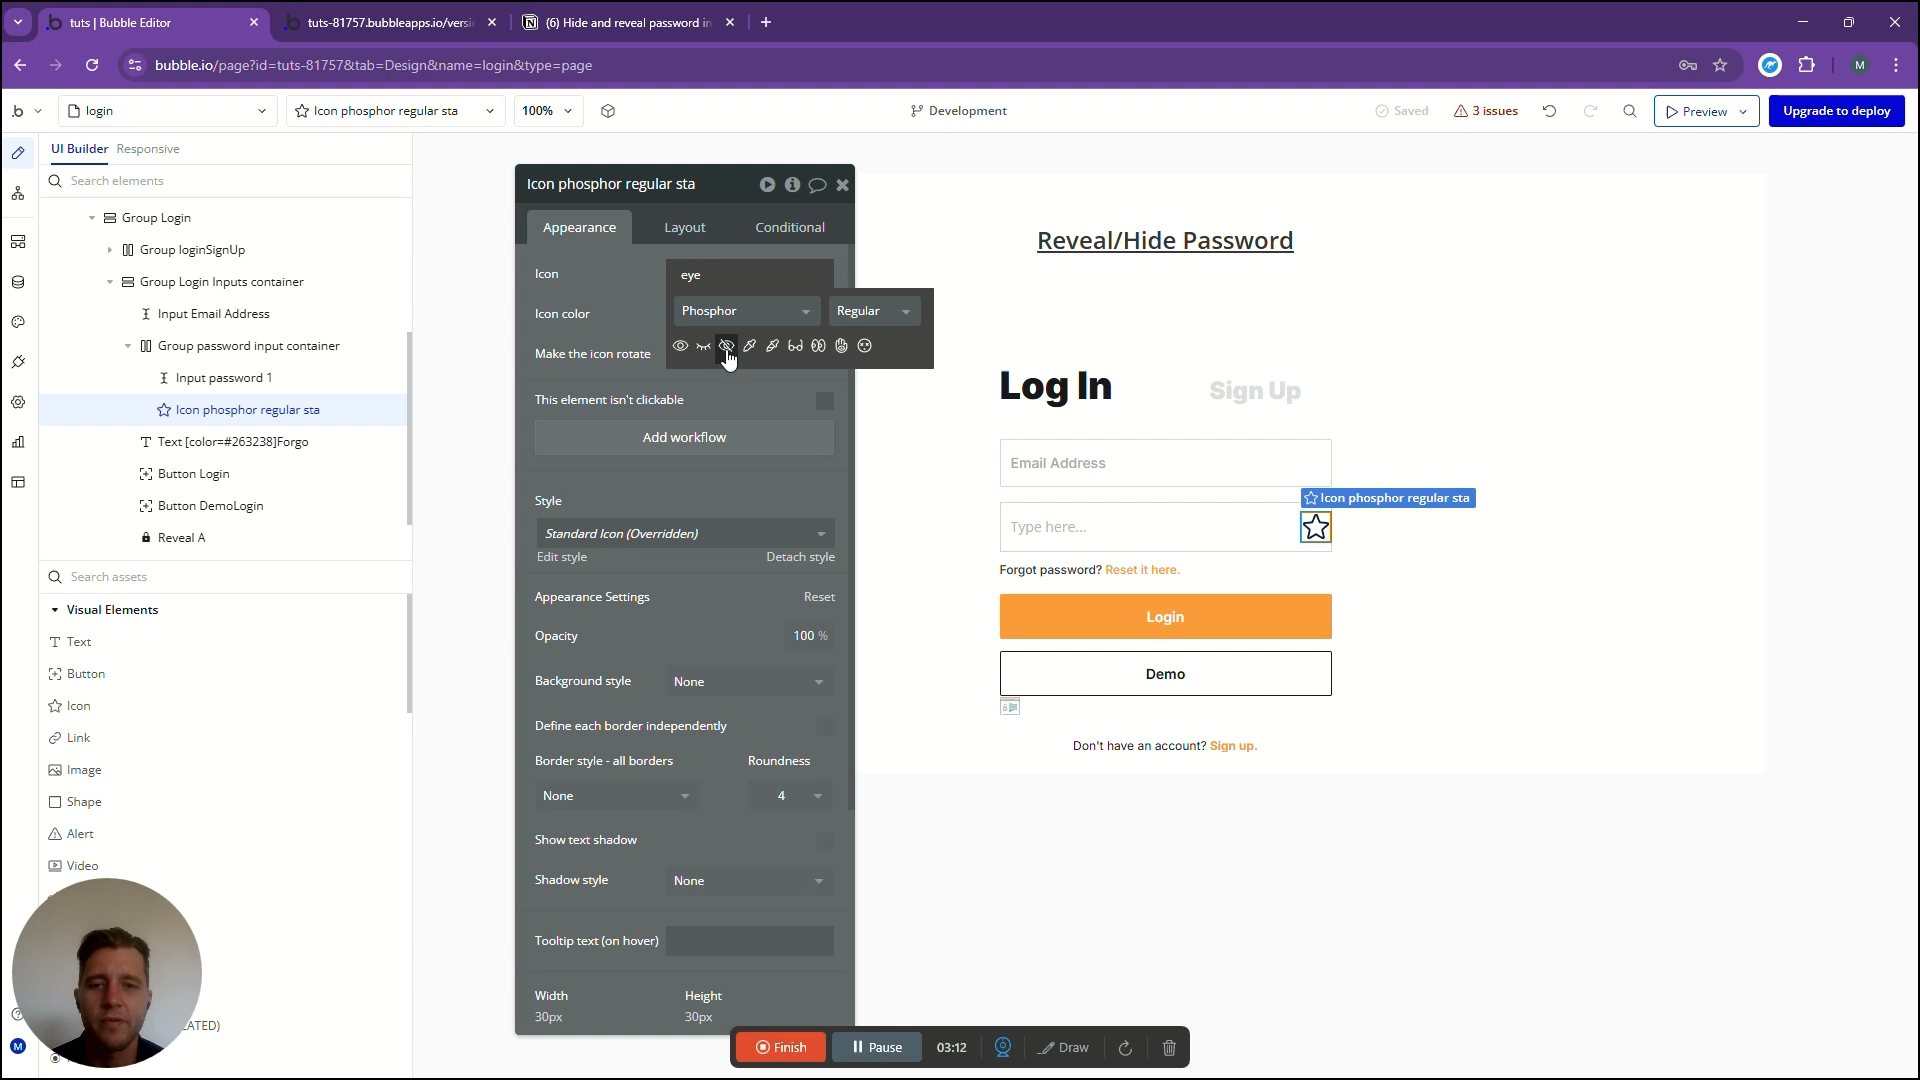 tuts | Bubble Editor
tuts-81757.bubbleapps.io/versi
(6) Hide and reveal password in
bubble.io/page?id=tuts-81757&tab=Design&name=login&type=page
M
login
Icon phosphor regular sta
100%
Development
Saved
3 issues
Preview
Upgrade to deploy
UI Builder
Responsive
Search elements
Group Login
Group loginSignUp
Group Login Inputs container
Input Email Address
Group password input container
Input password 1
Icon phosphor regular sta
Text [color=#263238]Forgo
Button Login
Button DemoLogin
Reveal A
Search assets
Visual Elements
Text
Button
Icon
Link
Image
Shape
Alert
Video
ATED)
M
Icon phosphor regular sta
Appearance
Layout
Conditional
Icon
eye
Icon color
Phosphor
Regular
Make the icon rotate
This element isn't clickable
Add workflow
Style
Standard Icon (Overridden)
Edit style
Detach style
Appearance Settings
Reset
Opacity
100 %
Background style
None
Define each border independently
Border style - all borders
Roundness
None
4
Show text shadow
Shadow style
None
Tooltip text (on hover)
Width
Height
30px
30px
Reveal/Hide Password
Log In
Sign Up
Email Address
Icon phosphor regular sta
Type here...
Forgot password? Reset it here.
Login
Demo
Don't have an account? Sign up.
Finish
Pause
03:12
Draw